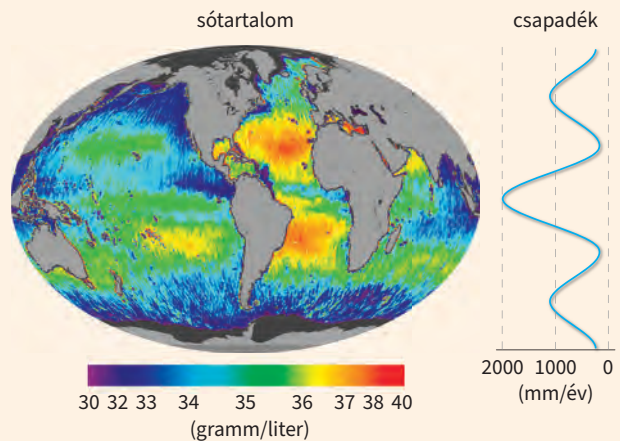 sótartalom
csapadék
30 32 33 34 35 36 37 38 40
(gramm/liter)
2000 1000 0
(mm/év)